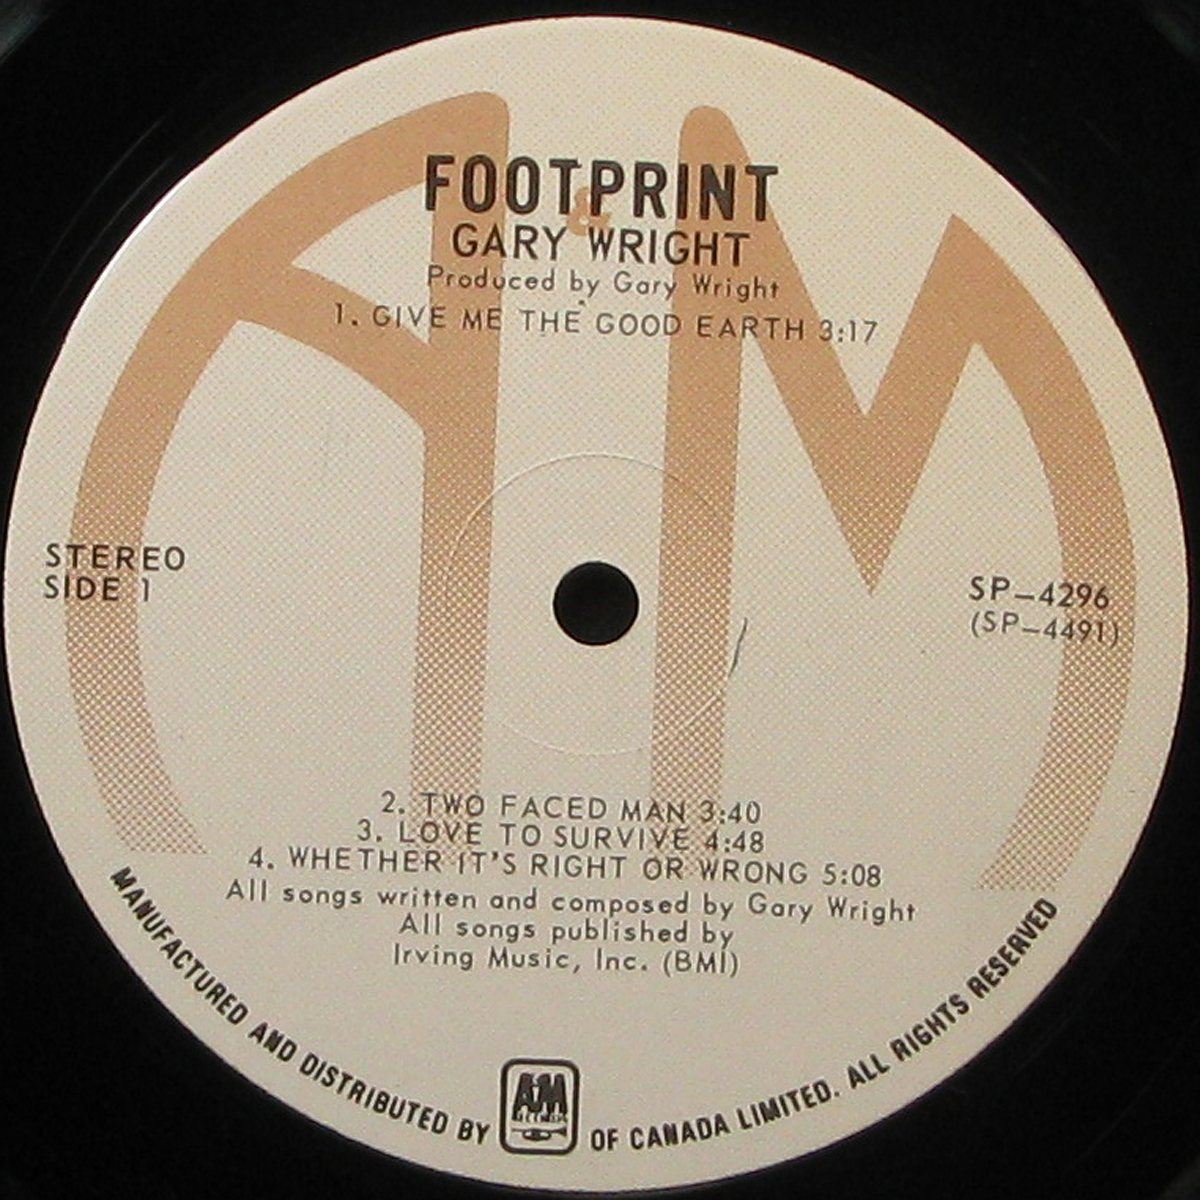 FOOTPRINT
&
GARY WRIGHT
Produced by Gary Wright
1. GIVE ME THE GOOD EARTH 3:17
STEREO
SIDE 1
SP-4296
(SP-4491)
2. TWO FACED MAN 3:40
3. LOVE TO SURVIVE 4:48
4. WHETHER IT'S RIGHT OR WRONG 5:08
All songs written and composed by Gary Wright
All songs published by
Irving Music, Inc. (BMI)
MANUFACTURED AND DISTRIBUTED BY A&M RECORDS OF CANADA LIMITED. ALL RIGHTS RESERVED